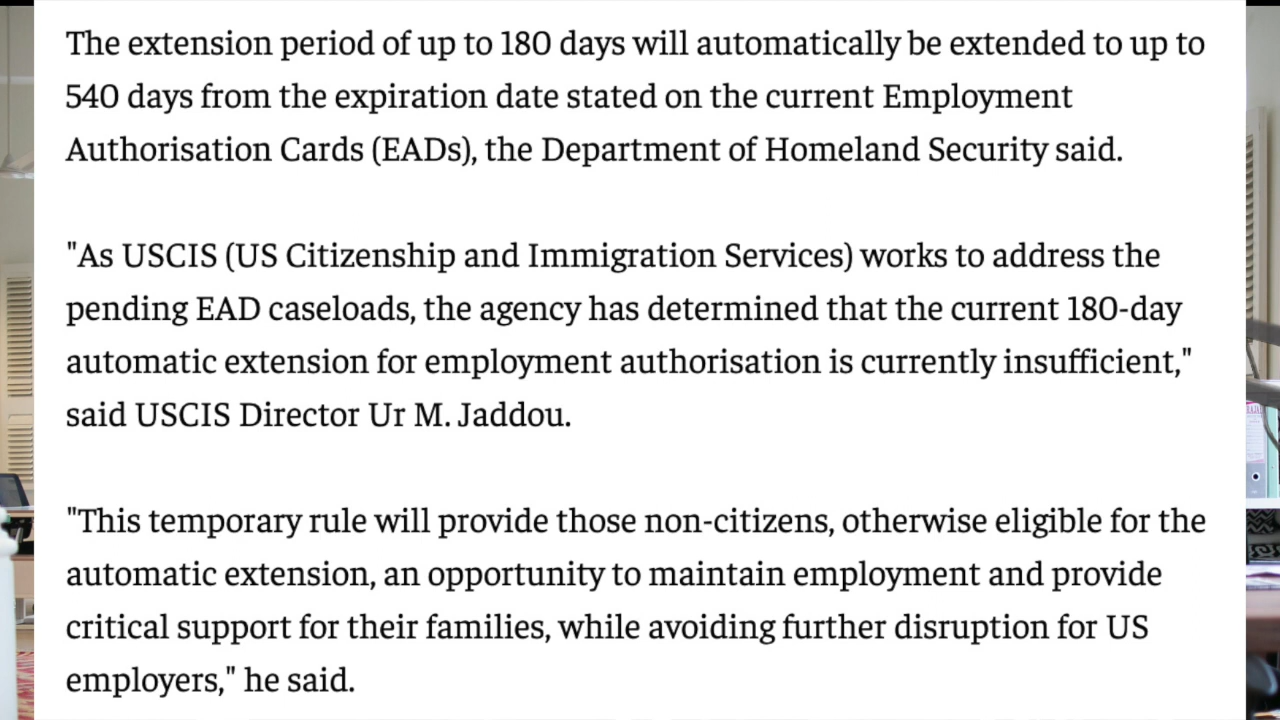 The extension period of up to 180 days will automatically be extended to up to
540 days from the expiration date stated on the current Employment
Authorisation Cards (EADs), the Department of Homeland Security said.
"As USCIS (US Citizenship and Immigration Services) works to address the
pending EAD caseloads, the agency has determined that the current 180-day
automatic extension for employment authorisation is currently insufficient,"
said USCIS Director Ur M. Jaddou.
"This temporary rule will provide those non-citizens, otherwise eligible for the
automatic extension, an opportunity to maintain employment and provide
critical support for their families, while avoiding further disruption for US
employers," he said.